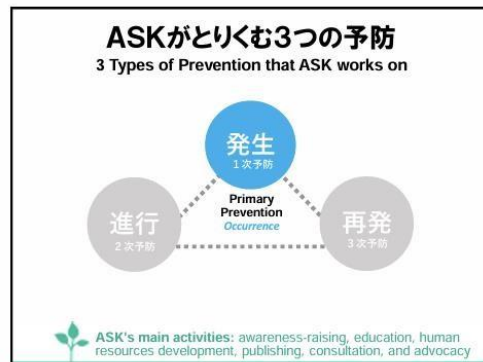 ASKがとりくむ3つの予防
3 Types of Prevention that ASK works on
発生
1次予防
Primary
Prevention
Occurrence
進行
2次予防
再発
3次予防
ASK's main activities: awareness-raising, education, human
resources development, publishing, consultation, and advocacy